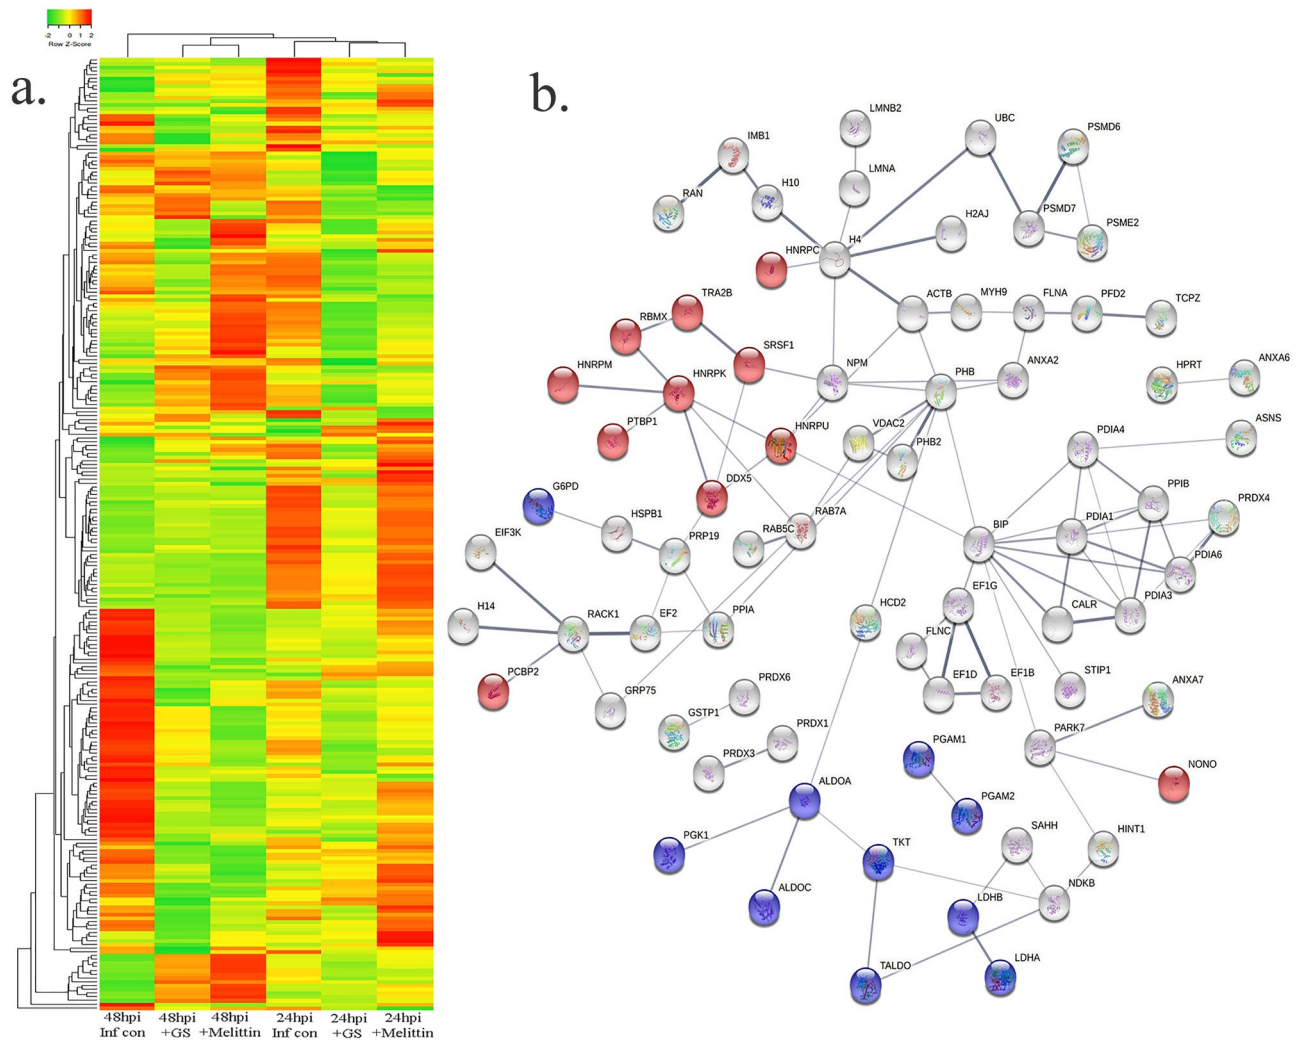 -2 0 1 2
Row Z-Score
a.
b.
LMNB2
UBC
PSMD6
IMB1
LMNA
RAN
H10
H2AJ
PSMD7
PSME2
HNRPC
H4
TRA2B
ACTB
MYH9
FLNA
PFD2
TCPZ
RBMX
SRSF1
HNRPM
HNRPK
NPM
PHB
ANXA2
HPRT
ANXA6
PTBP1
HNRPU
VDAC2
PHB2
PDIA4
ASNS
G6PD
DDX5
PPIB
PRDX4
HSPB1
RAB5C
RAB7A
BIP
PDIA1
EIF3K
PRP19
PDIA6
H14
RACK1
EF2
PPIA
HCD2
EF1G
CALR
PDIA3
PCBP2
FLNC
GRP75
EF1D
EF1B
STIP1
ANXA7
PRDX6
GSTP1
PRDX1
PRDX3
PARK7
PGAM1
NONO
ALDOA
PGAM2
PGK1
TKT
SAHH
HINT1
ALDOC
LDHB
NDKB
TALDO
LDHA
48hpi 48hpi 48hpi 24hpi 24hpi 24hpi
Inf con +GS +Melittin Inf con +GS +Melittin